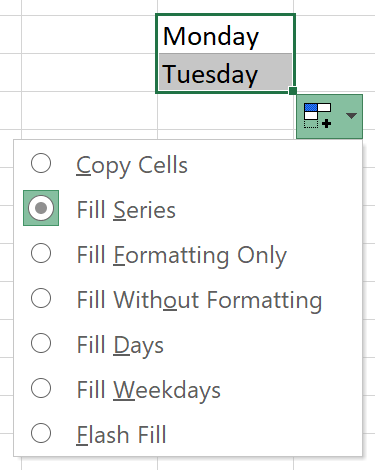 Monday
Tuesday
Copy Cells
Fill Series
Fill Formatting Only
Fill Without Formatting
Fill Days
Fill Weekdays
Flash Fill